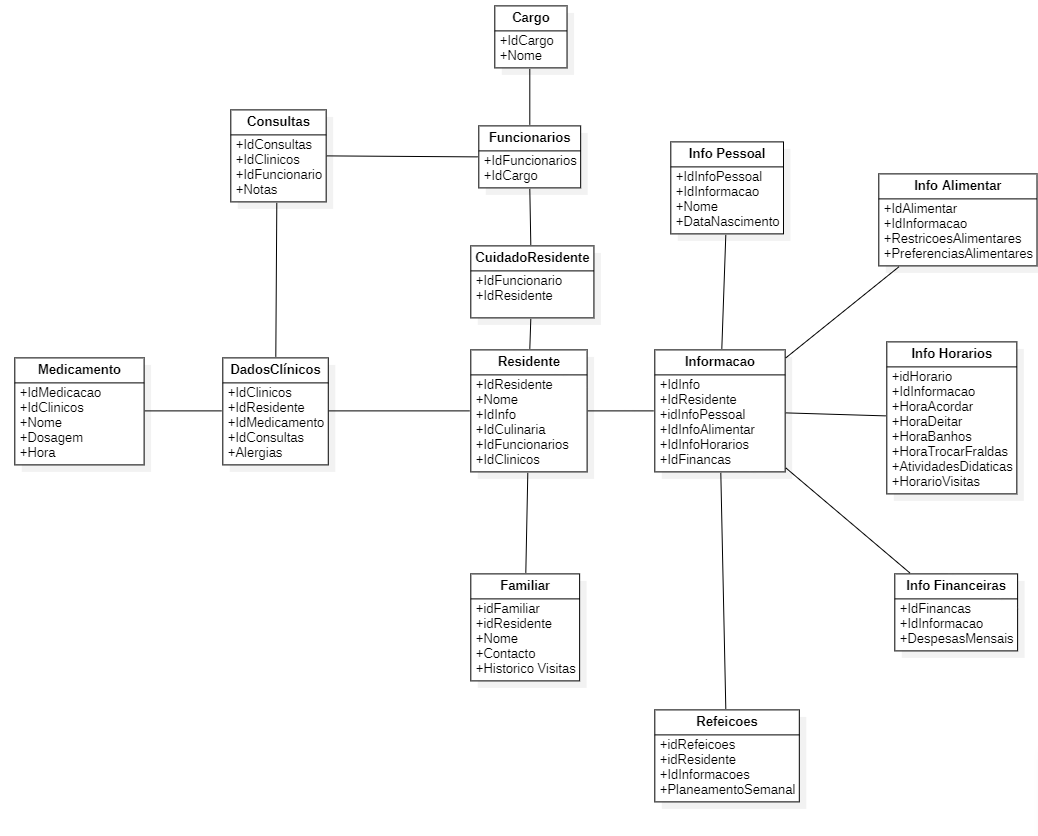 Cargo
+IdCargo
+Nome
Consultas
+IdConsultas
+IdClinicos
+IdFuncionario
+Notas
Funcionarios
+IdFuncionarios
+IdCargo
Info Pessoal
+IdInfoPessoal
+IdInformacao
+Nome
+DataNascimento
Info Alimentar
+IdAlimentar
+IdInformacao
+RestricoesAlimentares
+PreferenciasAlimentares
CuidadoResidente
+IdFuncionario
+IdResidente
Medicamento
+IdMedicacao
+IdClinicos
+Nome
+Dosagem
+Hora
DadosClínicos
+IdClinicos
+IdResidente
+IdMedicamento
+IdConsultas
+Alergias
Residente
+IdResidente
+Nome
+IdInfo
+IdCulinaria
+IdFuncionarios
+IdClinicos
Informacao
+IdInfo
+IdResidente
+idInfoPessoal
+IdInfoAlimentar
+IdInfoHorarios
+IdFinancas
Info Horarios
+idHorario
+IdInformacao
+HoraAcordar
+HoraDeitar
+HoraBanhos
+HoraTrocarFraldas
+AtividadesDidaticas
+HorarioVisitas
Familiar
+idFamiliar
+idResidente
+Nome
+Contacto
+Historico Visitas
Info Financeiras
+IdFinancas
+IdInformacao
+DespesasMensais
Refeicoes
+idRefeicoes
+idResidente
+IdInformacoes
+PlaneamentoSemanal